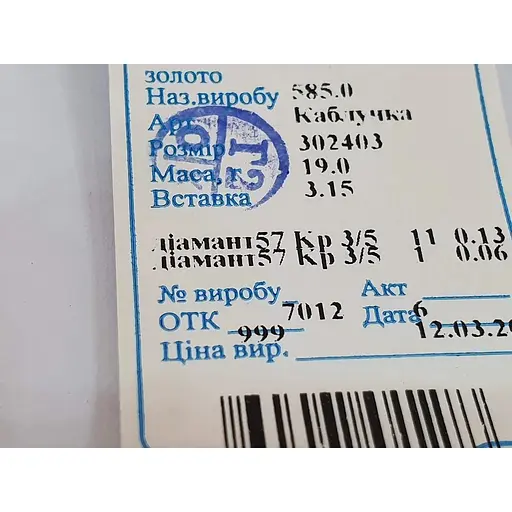 золото 585.0
Наз.виробу Каблучка
Арт. 302403
Розмір 19.0
Маса, г. 3.15
Вставка
діамант57 Кр 3/5 11 0.13
діамант57 Кр 3/5 1 0.06
№ виробу 7012 Акт 6
ОТК 999 Дата 12.03.20
Ціна вир.